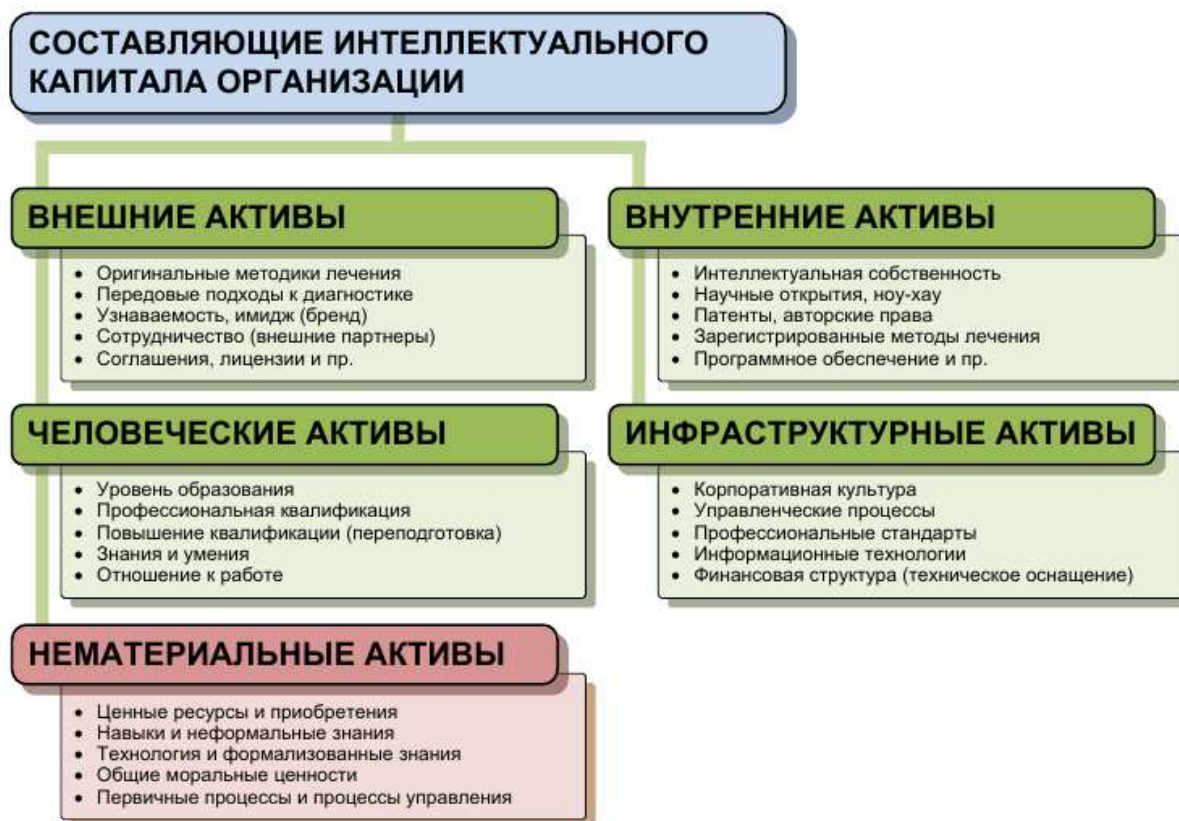 СОСТАВЛЯЮЩИЕ ИНТЕЛЛЕКТУАЛЬНОГО
КАПИТАЛА ОРГАНИЗАЦИИ
ВНЕШНИЕ АКТИВЫ
• Оригинальные методики лечения
• Передовые подходы к диагностике
• Узнаваемость, имидж (бренд)
• Сотрудничество (внешние партнеры)
• Соглашения, лицензии и пр.
ВНУТРЕННИЕ АКТИВЫ
• Интеллектуальная собственность
• Научные открытия, ноу-хау
• Патенты, авторские права
• Зарегистрированные методы лечения
• Программное обеспечение и пр.
ЧЕЛОВЕЧЕСКИЕ АКТИВЫ
• Уровень образования
• Профессиональная квалификация
• Повышение квалификации (переподготовка)
• Знания и умения
• Отношение к работе
ИНФРАСТРУКТУРНЫЕ АКТИВЫ
• Корпоративная культура
• Управленческие процессы
• Профессиональные стандарты
• Информационные технологии
• Финансовая структура (техническое оснащение)
НЕМАТЕРИАЛЬНЫЕ АКТИВЫ
• Ценные ресурсы и приобретения
• Навыки и неформальные знания
• Технология и формализованные знания
• Общие моральные ценности
• Первичные процессы и процессы управления